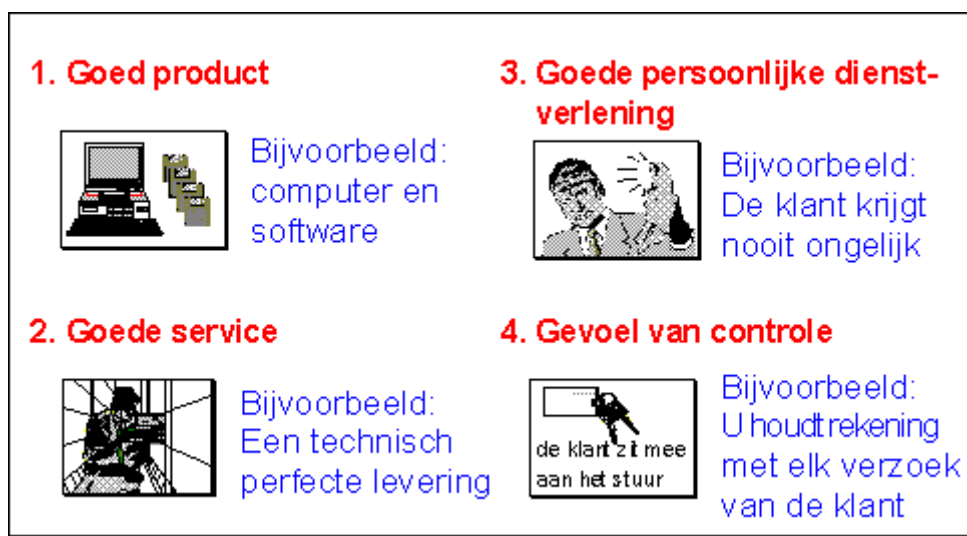 1. Goed product
Bijvoorbeeld:
computer en
software
2. Goede service
Bijvoorbeeld:
Een technisch
perfecte levering
3. Goede persoonlijke dienst-
verlening
Bijvoorbeeld:
De klant krijgt
nooit ongelijk
4. Gevoel van controle
de klant zit mee
aan het stuur
Bijvoorbeeld:
U houdt rekening
met elk verzoek
van de klant